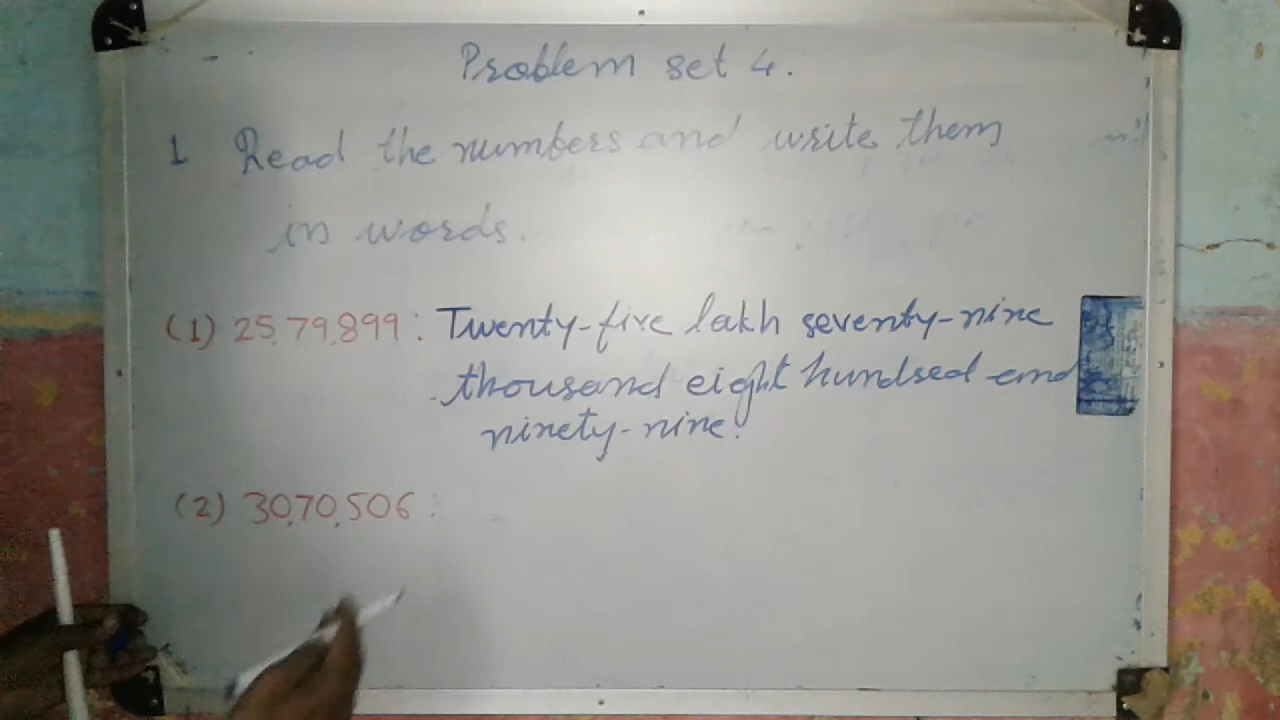 Problem set 4.
1 Read the numbers and write them
in words.
(1) 25,79,899: Twenty-five lakh seventy-nine
thousand eight hundred and
ninety-nine.
(2) 30,70,506: